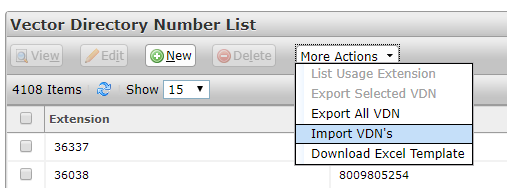 Vector Directory Number List
View Edit New Delete More Actions
List Usage Extension
Export Selected VDN
4108 Items Show 15
Export All VDN
Import VDN's
Download Excel Template
Extension
36337
36038 8009805254